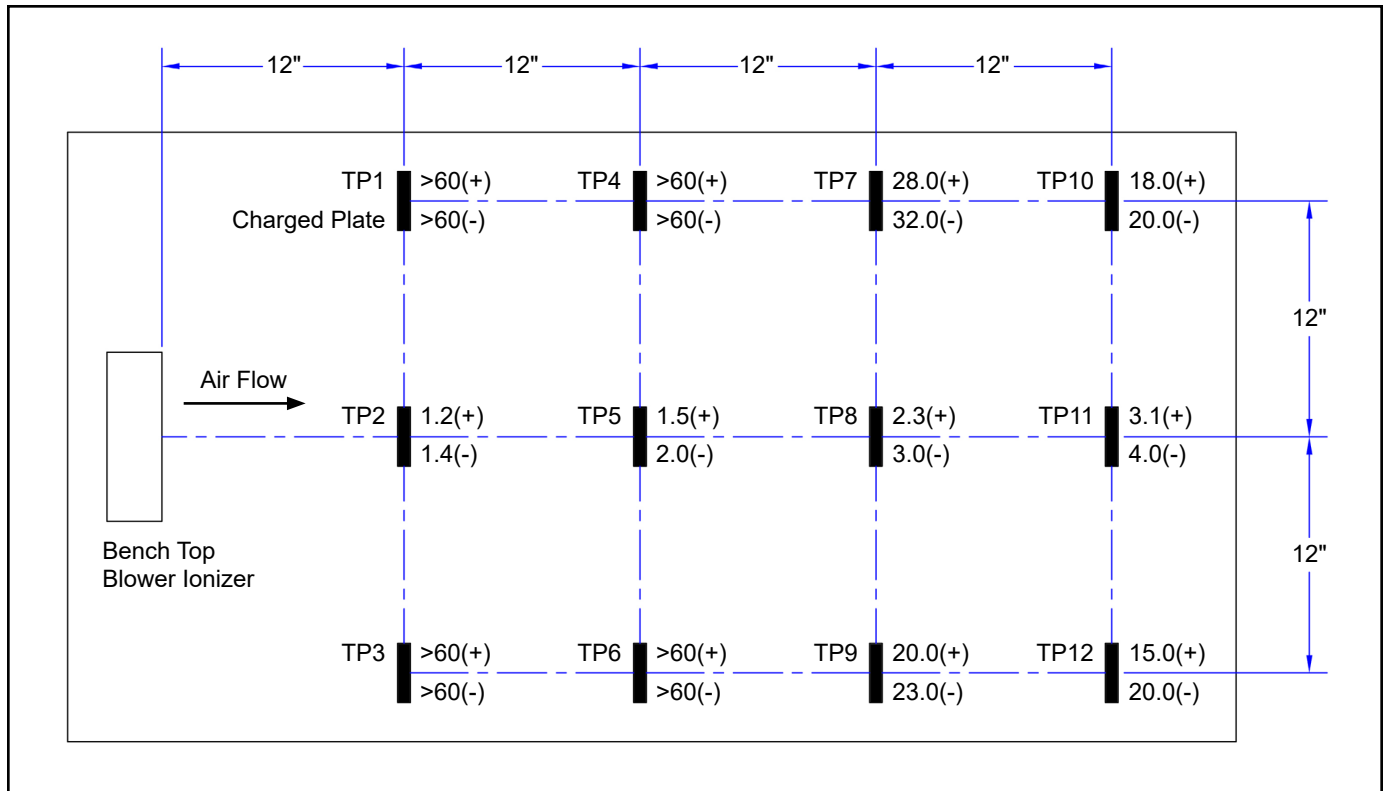 12" 12" 12" 12"
TP1 >60(+) TP4 >60(+) TP7 28.0(+) TP10 18.0(+)
Charged Plate >60(-) >60(-) 32.0(-) 20.0(-)
12"
Air Flow
TP2 1.2(+) TP5 1.5(+) TP8 2.3(+) TP11 3.1(+)
1.4(-) 2.0(-) 3.0(-) 4.0(-)
Bench Top
12"
Blower Ionizer
TP3 >60(+) TP6 >60(+) TP9 20.0(+) TP12 15.0(+)
>60(-) >60(-) 23.0(-) 20.0(-)